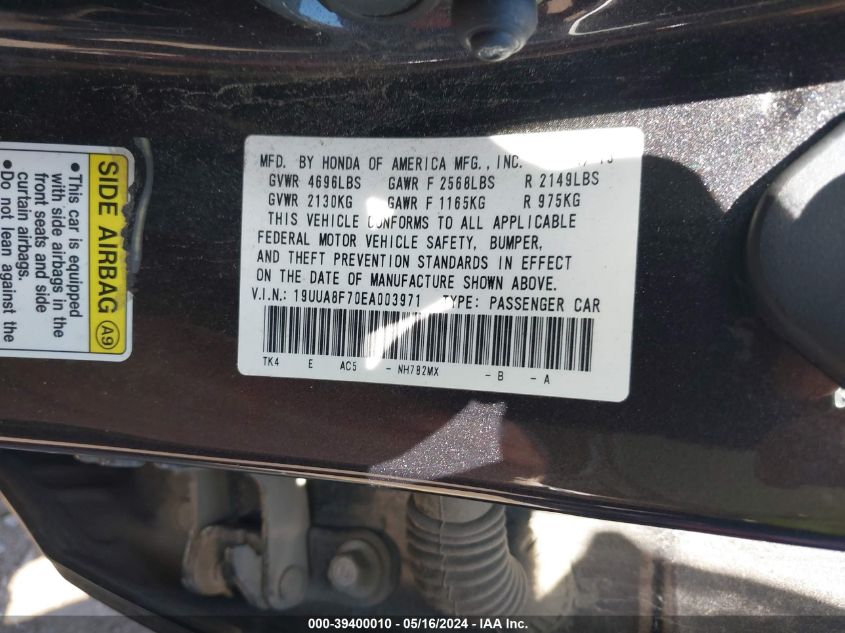 MFD. BY HONDA OF AMERICA MFG., INC.
GVWR 4696LBS GAWR F 2568LBS R 2149LBS
GVWR 2130KG GAWR F 1165KG R 975KG
THIS VEHICLE CONFORMS TO ALL APPLICABLE
FEDERAL MOTOR VEHICLE SAFETY, BUMPER,
AND THEFT PREVENTION STANDARDS IN EFFECT
ON THE DATE OF MANUFACTURE SHOWN ABOVE.
V.I.N.: 19UUA8F70EA003971 TYPE: PASSENGER CAR
TK4 E AC5 - NH782MX - B - A
SIDE AIRBAG A9
•This car is equipped
with side airbags in the
front seats and side
curtain airbags.
•Do not lean against
000-39400010 - 05/16/2024 - IAA Inc.